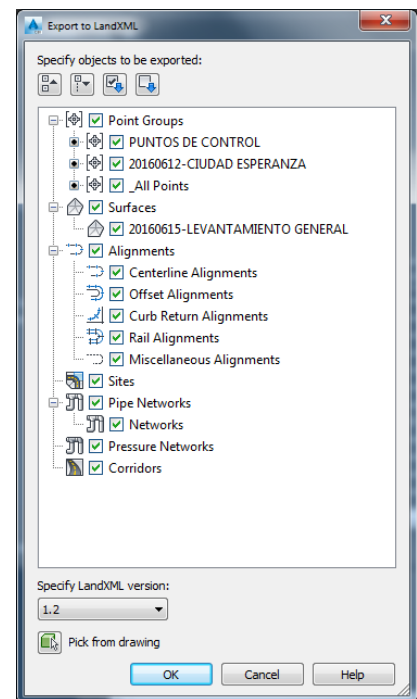 Export to LandXML
Specify objects to be exported:
Point Groups
PUNTOS DE CONTROL
20160612-CIUDAD ESPERANZA
_All Points
Surfaces
20160615-LEVANTAMIENTO GENERAL
Alignments
Centerline Alignments
Offset Alignments
Curb Return Alignments
Rail Alignments
Miscellaneous Alignments
Sites
Pipe Networks
Networks
Pressure Networks
Corridors
Specify LandXML version:
1.2
Pick from drawing
OK Cancel Help